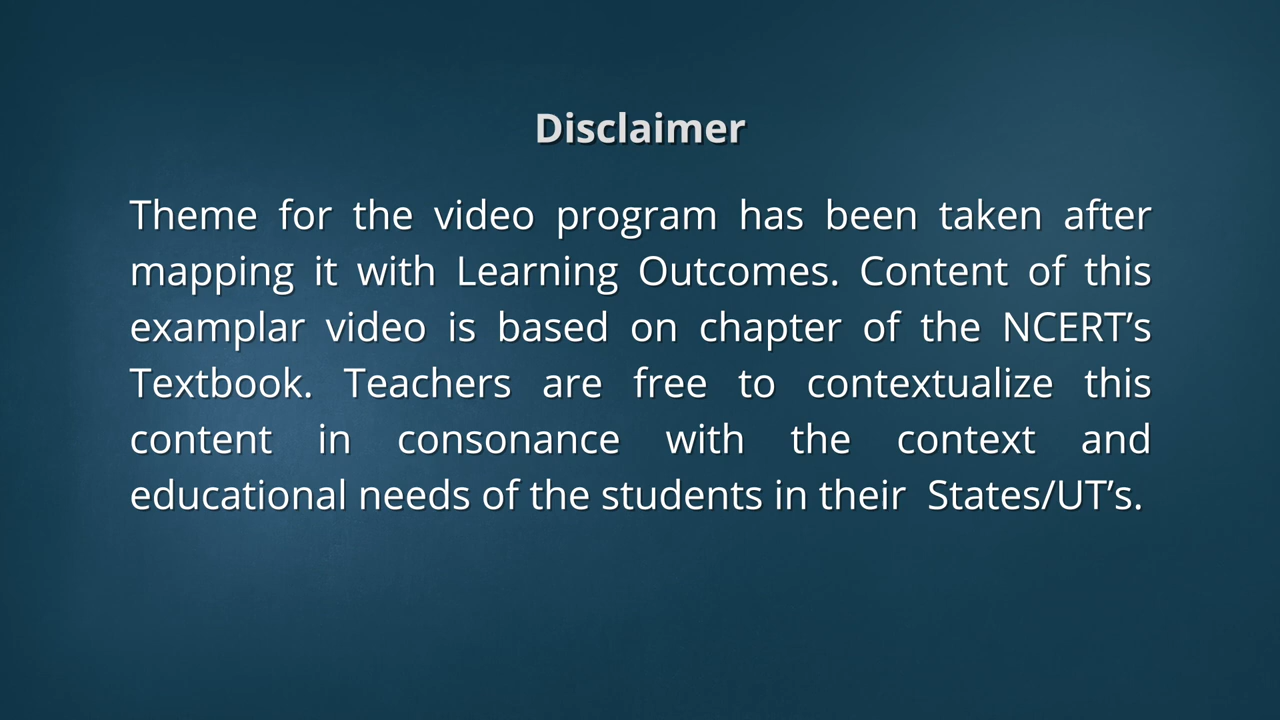 Disclaimer
Theme for the video program has been taken after
mapping it with Learning Outcomes. Content of this
examplar video is based on chapter of the NCERT’s
Textbook. Teachers are free to contextualize this
content in consonance with the context and
educational needs of the students in their  States/UT’s.